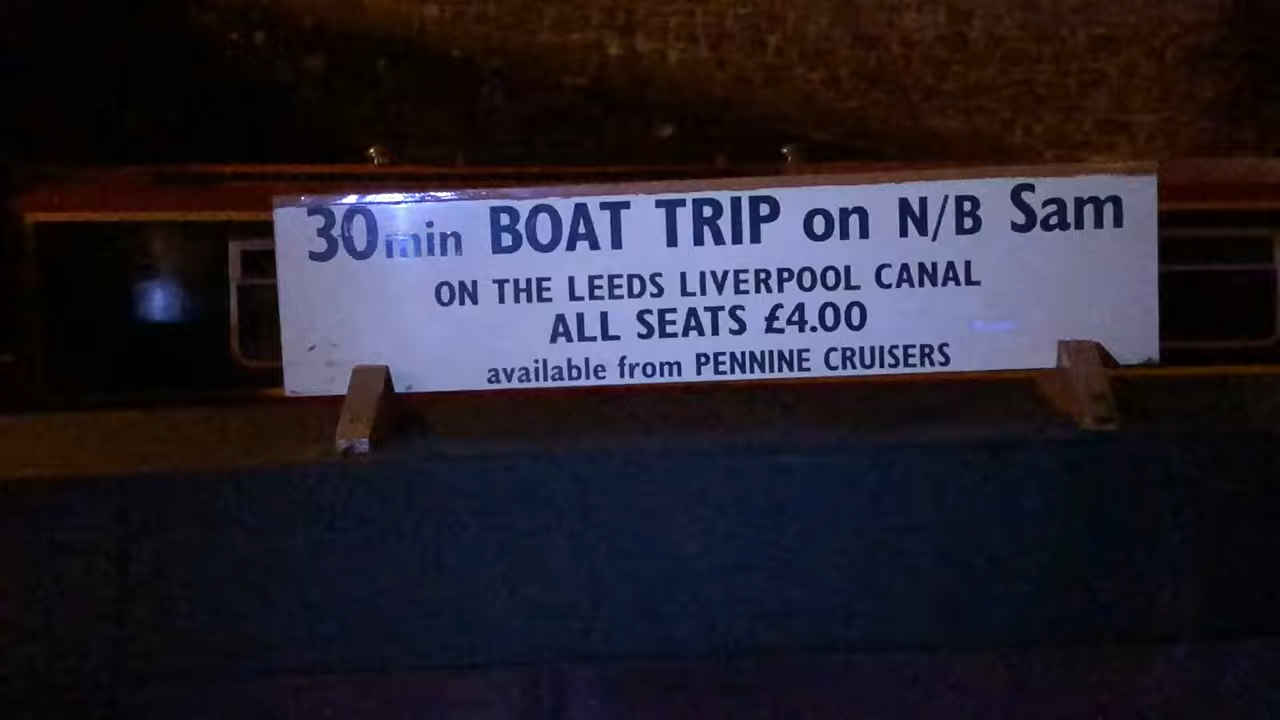 30min BOAT TRIP on N/B Sam
ON THE LEEDS LIVERPOOL CANAL
ALL SEATS £4.00
available from PENNINE CRUISERS